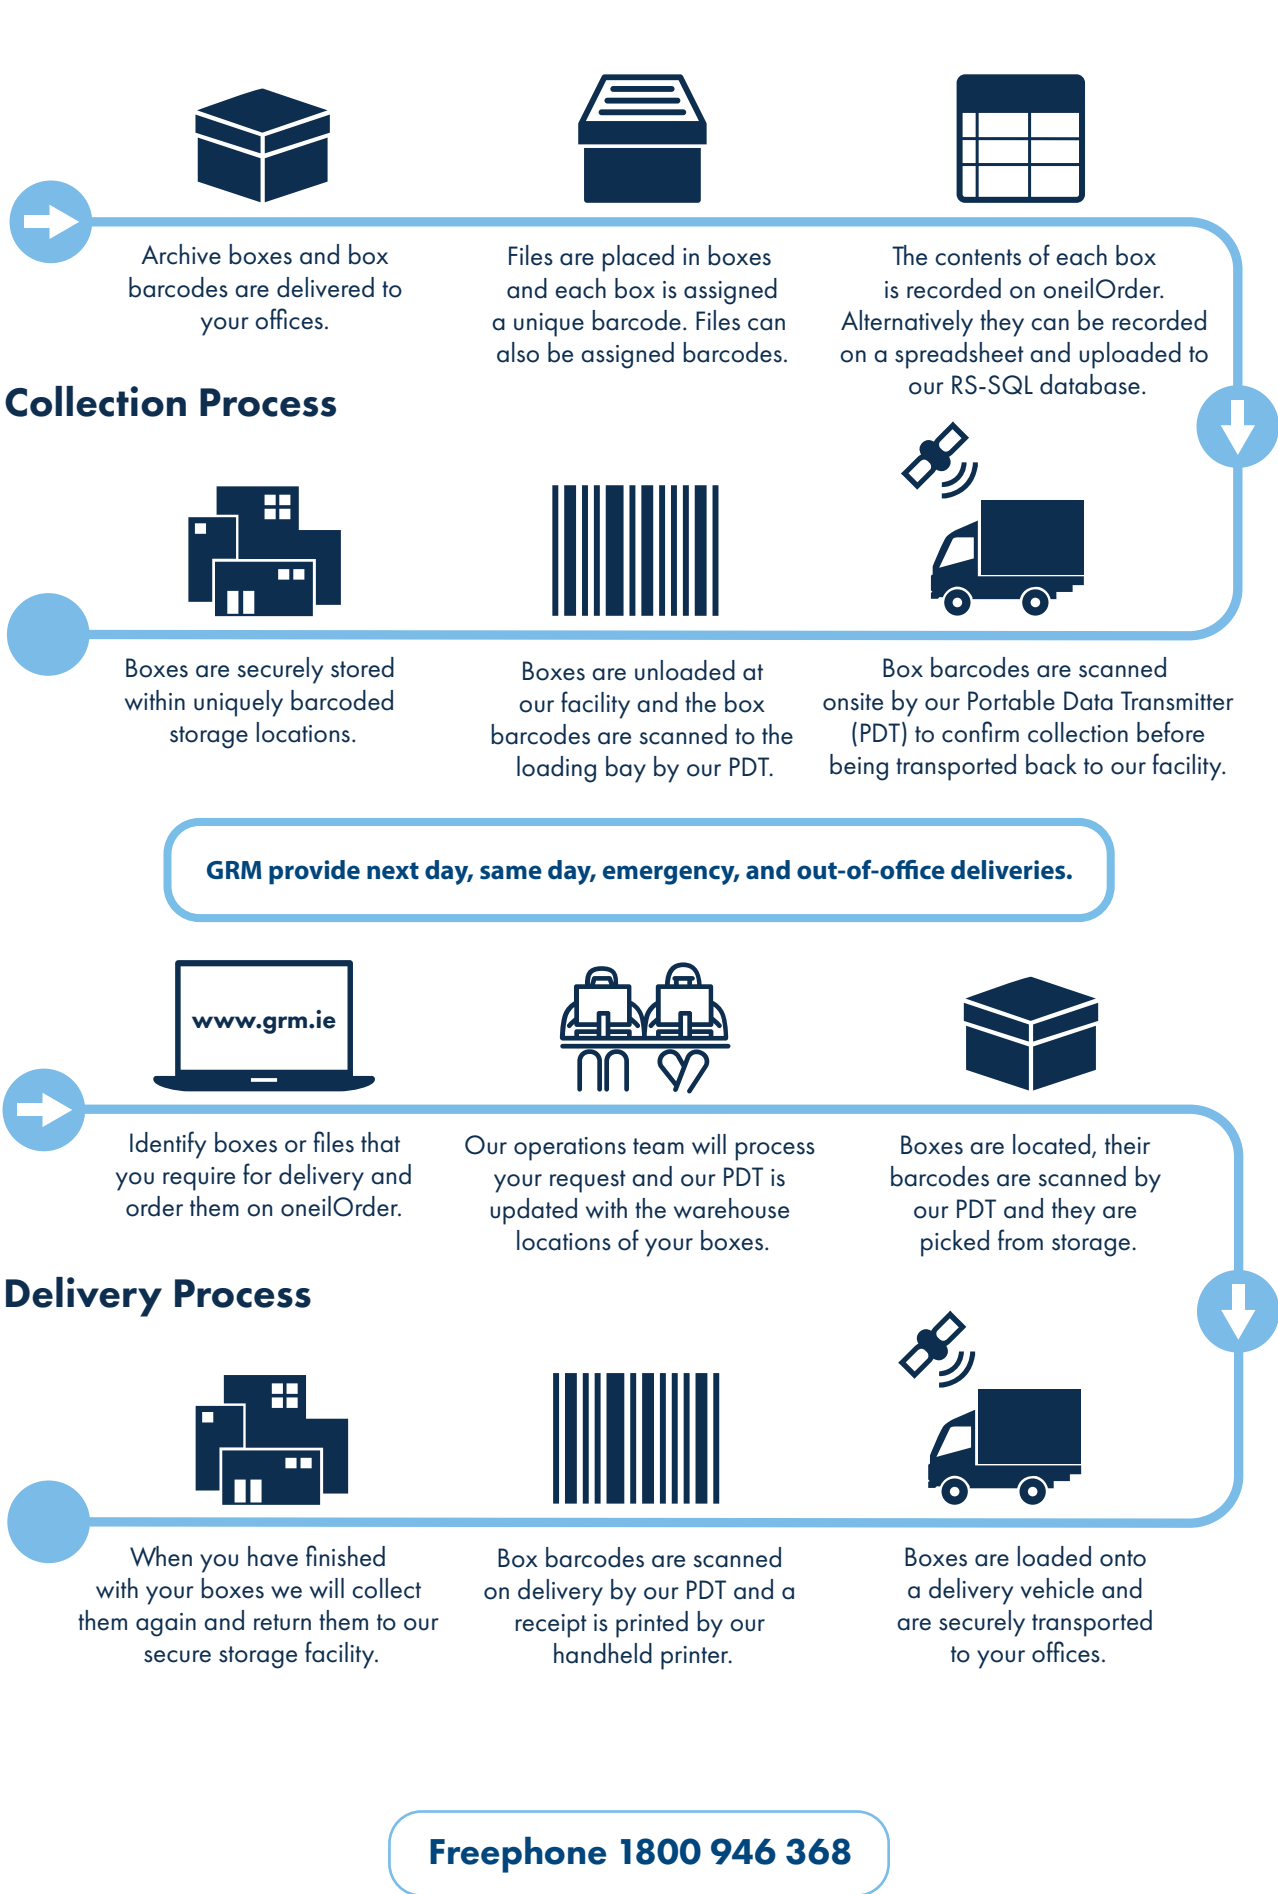 Archive boxes and box
barcodes are delivered to
your offices.
Files are placed in boxes
and each box is assigned
a unique barcode. Files can
also be assigned barcodes.
The contents of each box
is recorded on oneilOrder.
Alternatively they can be recorded
on a spreadsheet and uploaded to
our RS-SQL database.
Collection Process
Box barcodes are scanned
onsite by our Portable Data Transmitter
(PDT) to confirm collection before
being transported back to our facility.
Boxes are unloaded at
our facility and the box
barcodes are scanned to the
loading bay by our PDT.
Boxes are securely stored
within uniquely barcoded
storage locations.
GRM provide next day, same day, emergency, and out-of-office deliveries.
www.grm.ie
Identify boxes or files that
you require for delivery and
order them on oneilOrder.
Our operations team will process
your request and our PDT is
updated with the warehouse
locations of your boxes.
Boxes are located, their
barcodes are scanned by
our PDT and they are
picked from storage.
Delivery Process
Boxes are loaded onto
a delivery vehicle and
are securely transported
to your offices.
Box barcodes are scanned
on delivery by our PDT and a
receipt is printed by our
handheld printer.
When you have finished
with your boxes we will collect
them again and return them to our
secure storage facility.
Freephone 1800 946 368